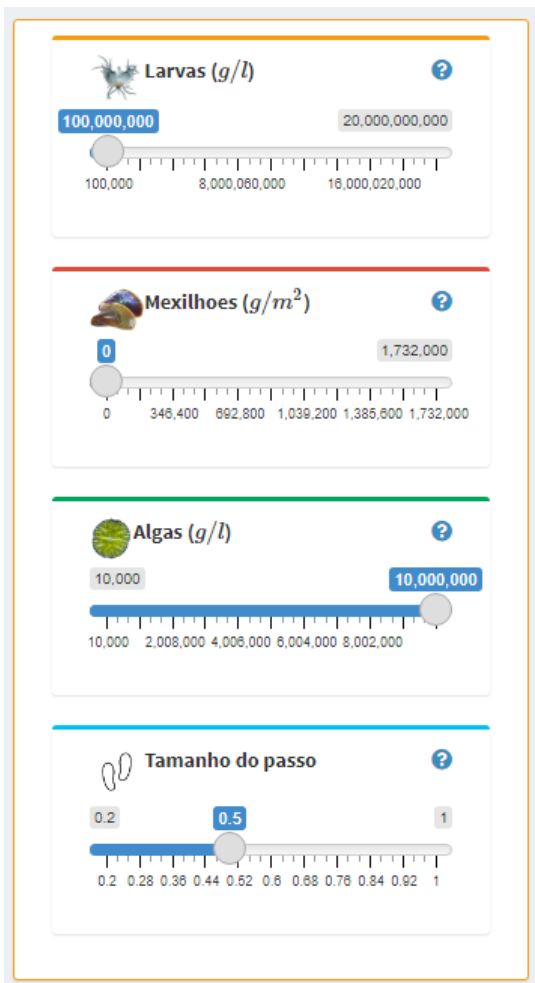 Larvas (g/l)
100,000,000 20,000,000,000
100,000 8,000,060,000 16,000,020,000
Mexilhoes (g/m²)
0 1,732,000
0 346,400 692,800 1,039,200 1,385,600 1,732,000
Algas (g/l)
10,000 10,000,000
10,000 2,008,000 4,006,000 6,004,000 8,002,000
Tamanho do passo
0.2 0.5 1
0.2 0.28 0.36 0.44 0.52 0.6 0.68 0.76 0.84 0.92 1